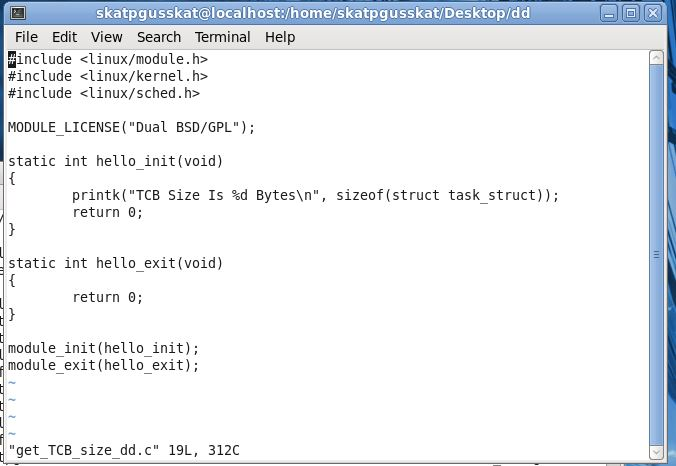 skatpgusskat@localhost:/home/skatpgusskat/Desktop/dd
File Edit View Search Terminal Help
#include <linux/module.h>
#include <linux/kernel.h>
#include <linux/sched.h>
MODULE_LICENSE("Dual BSD/GPL");
static int hello_init(void)
{
        printk("TCB Size Is %d Bytes\n", sizeof(struct task_struct));
        return 0;
}
static int hello_exit(void)
{
        return 0;
}
module_init(hello_init);
module_exit(hello_exit);
~
~
~
~
"get_TCB_size_dd.c" 19L, 312C